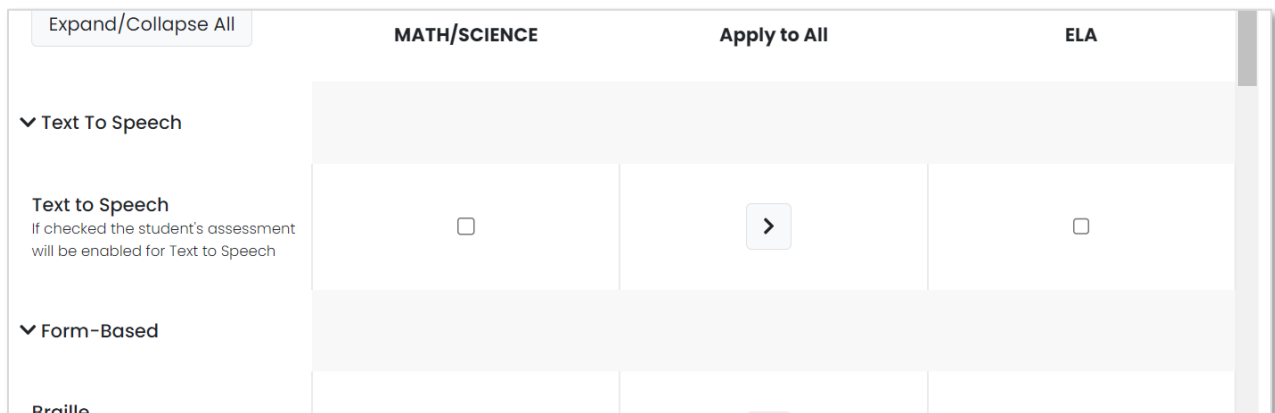 Expand/Collapse All
MATH/SCIENCE Apply to All ELA
Text To Speech
Text to Speech
If checked the student's assessment
will be enabled for Text to Speech
Form-Based
Braille